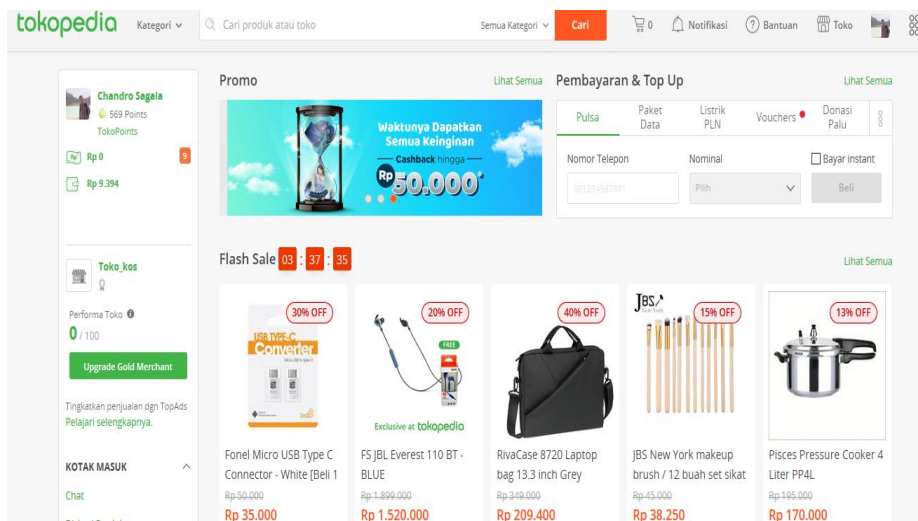 tokopedia
Kategori
Cari produk atau toko
Semua Kategori
Cari
0
Notifikasi
Bantuan
Toko
Chandro Sagala
569 Points
TokoPoints
Rp 0
9
Rp 9.394
Toko_kos
Performa Toko
0 / 100
Upgrade Gold Merchant
Tingkatkan penjualan dgn TopAds
Pelajari selengkapnya.
KOTAK MASUK
Chat
Promo
Lihat Semua
Waktunya Dapatkan
Semua Keinginan
Cashback hingga
Rp50.000*
Pembayaran & Top Up
Lihat Semua
Pulsa
Paket
Data
Listrik
PLN
Vouchers
Donasi
Palu
Nomor Telepon
Nominal
Bayar instant
081234567891
Pilih
Beli
Flash Sale 03 : 37 : 35
Lihat Semua
30% OFF
USB TYPE-C
Converter
Fonel Micro USB Type C
Connector - White [Beli 1
Rp 50.000
Rp 35.000
20% OFF
FREE
Exclusive at tokopedia
FS JBL Everest 110 BT -
BLUE
Rp 1.899.000
Rp 1.520.000
40% OFF
RivaCase 8720 Laptop
bag 13.3 inch Grey
Rp 349.000
Rp 209.400
JBS
New York
15% OFF
JBS New York makeup
brush / 12 buah set sikat
Rp 45.000
Rp 38.250
13% OFF
Pisces Pressure Cooker 4
Liter PP4L
Rp 195.000
Rp 170.000